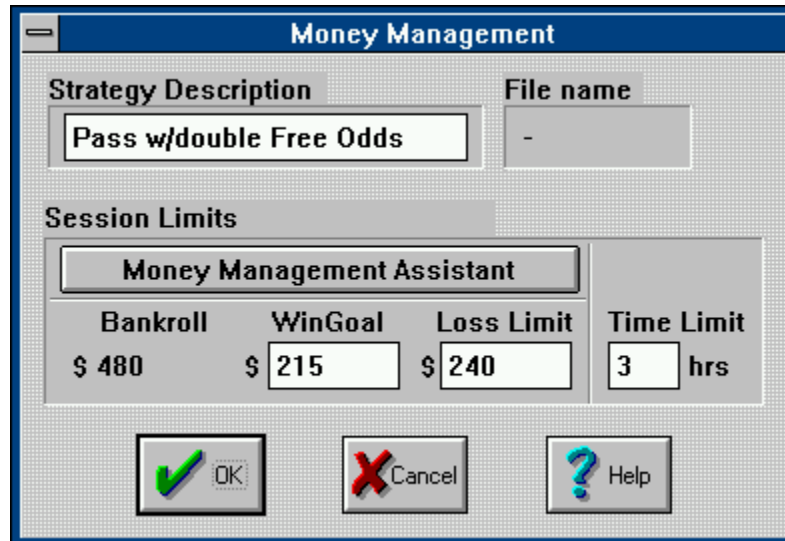 Money Management
Strategy Description
File name
Pass w/double Free Odds
-
Session Limits
Money Management Assistant
Bankroll WinGoal Loss Limit Time Limit
$ 480 $ 215 $ 240 3 hrs
OK Cancel Help